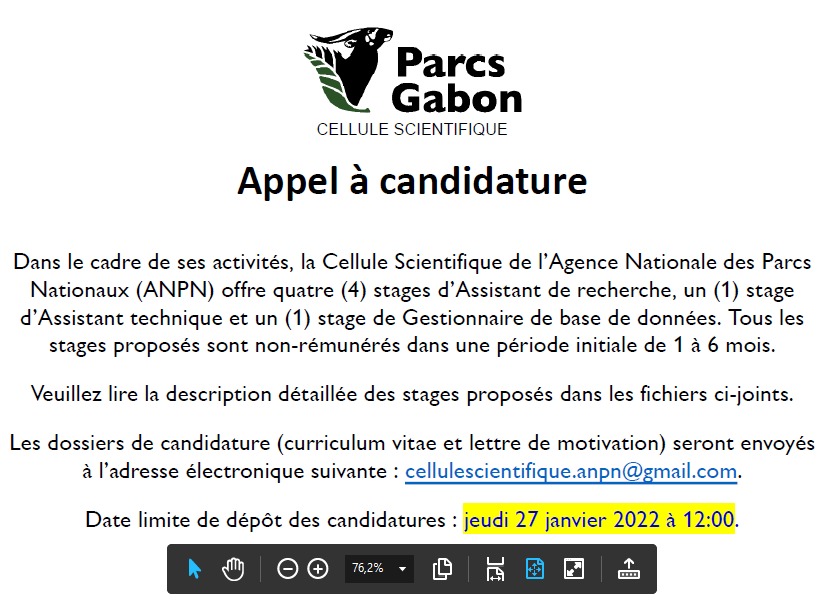 Parcs
Gabon
CELLULE SCIENTIFIQUE
Appel à candidature
Dans le cadre de ses activités, la Cellule Scientifique de l’Agence Nationale des Parcs
Nationaux (ANPN) offre quatre (4) stages d’Assistant de recherche, un (1) stage
d’Assistant technique et un (1) stage de Gestionnaire de base de données. Tous les
stages proposés sont non-rémunérés dans une période initiale de 1 à 6 mois.
Veuillez lire la description détaillée des stages proposés dans les fichiers ci-joints.
Les dossiers de candidature (curriculum vitae et lettre de motivation) seront envoyés
à l’adresse électronique suivante : cellulescientifique.anpn@gmail.com.
Date limite de dépôt des candidatures : jeudi 27 janvier 2022 à 12:00.
76,2%